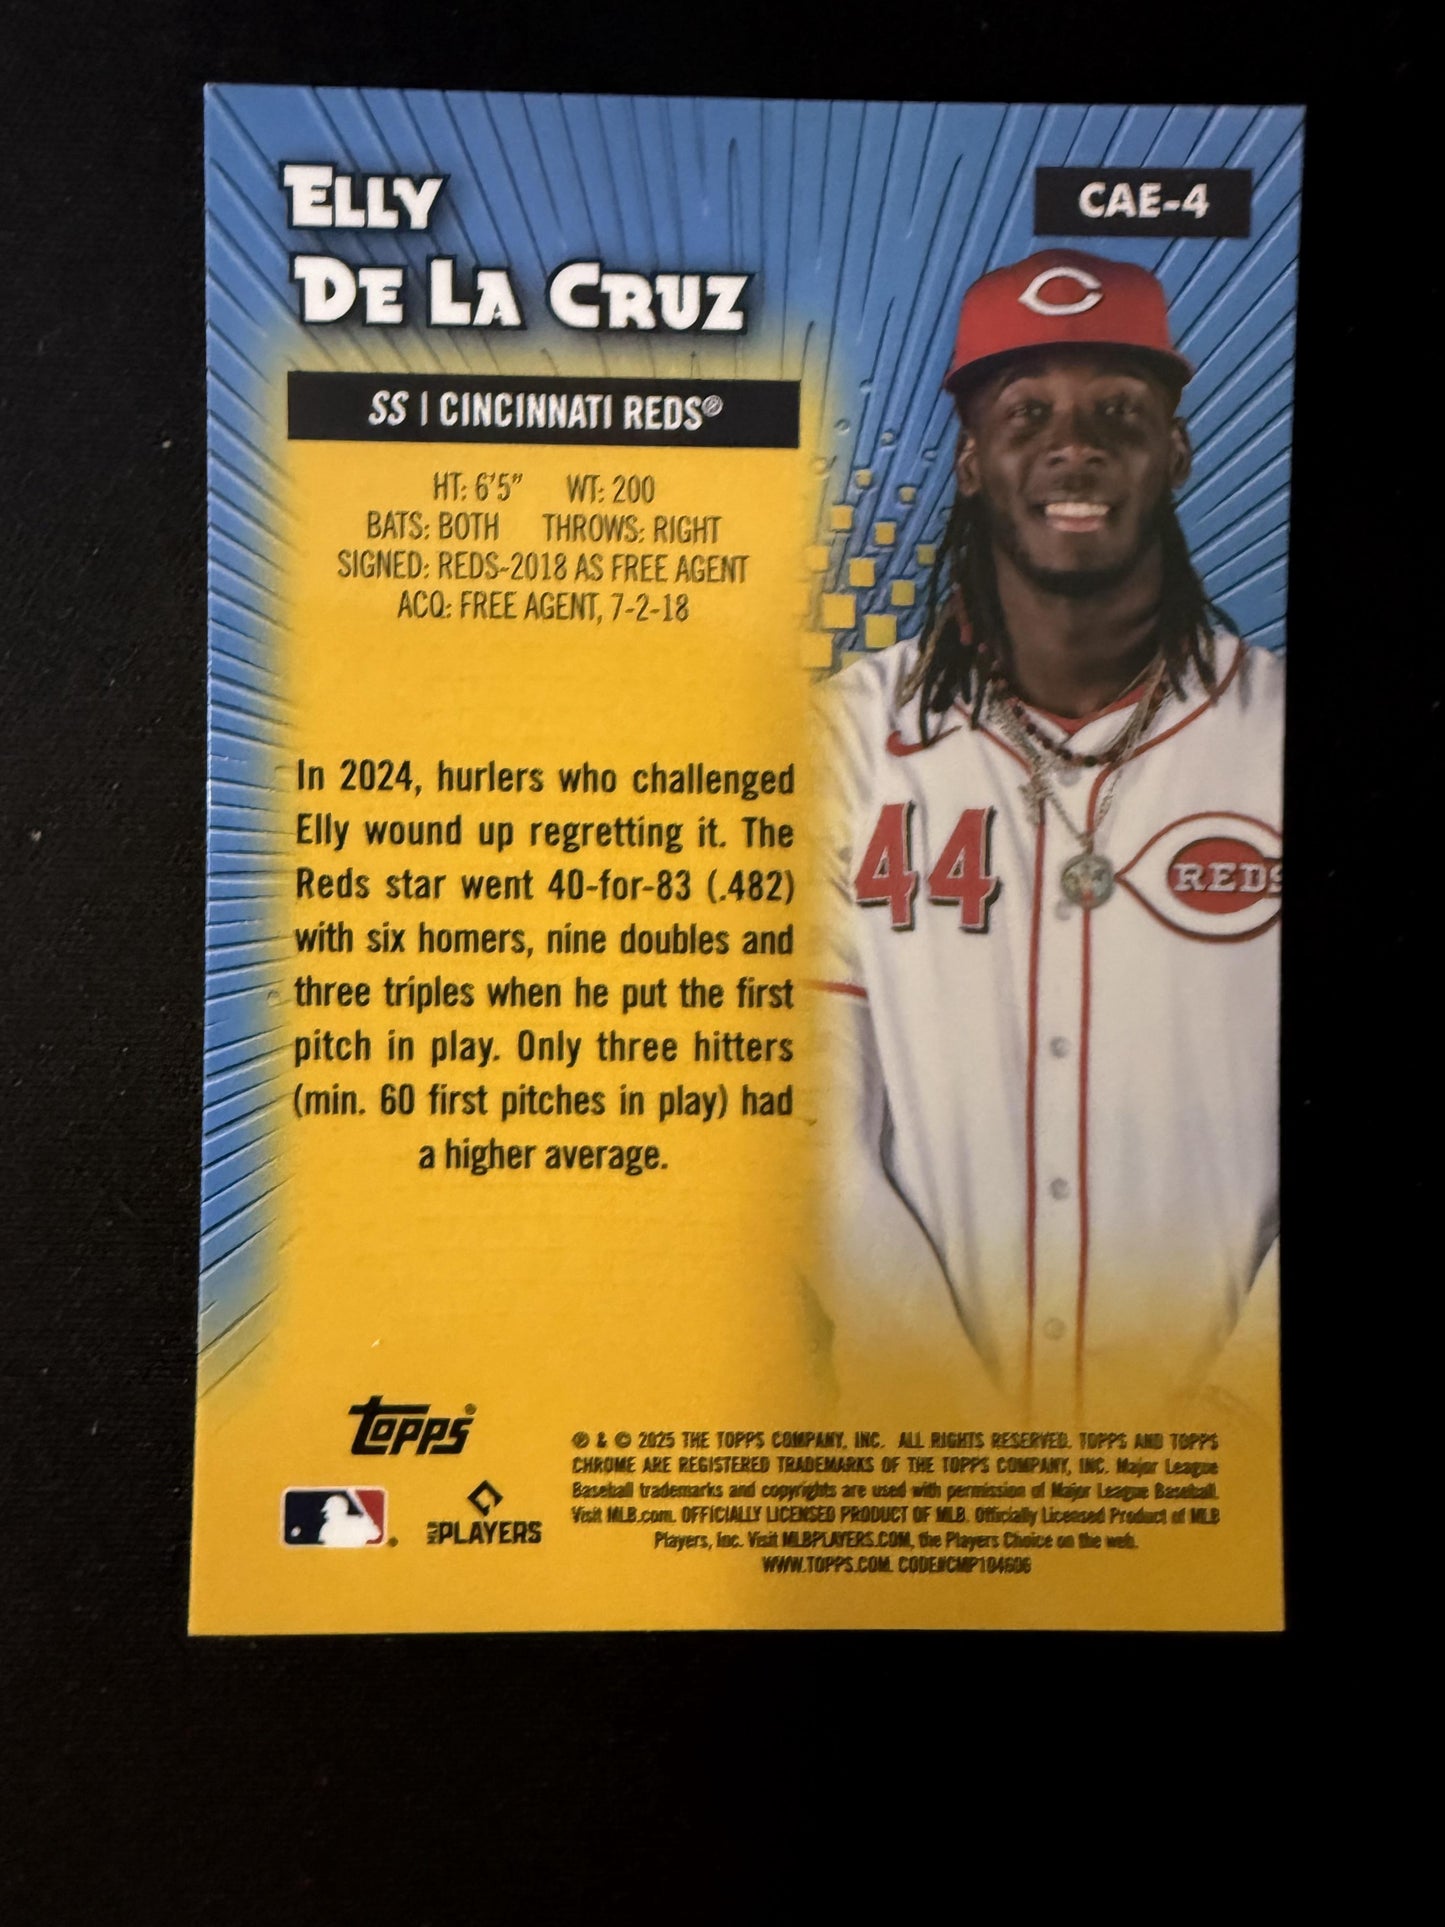 ELLY
DE LA CRUZ
CAE-4
SS | CINCINNATI REDS®
HT: 6'5" WT: 200
BATS: BOTH THROWS: RIGHT
SIGNED: REDS-2018 AS FREE AGENT
ACQ: FREE AGENT, 7-2-18
In 2024, hurlers who challenged
Elly wound up regretting it. The
Reds star went 40-for-83 (.482)
with six homers, nine doubles and
three triples when he put the first
pitch in play. Only three hitters
(min. 60 first pitches in play) had
a higher average.
44
REDS
topps®
MLB PLAYERS
® & © 2025 THE TOPPS COMPANY, INC. ALL RIGHTS RESERVED. TOPPS AND TOPPS
CHROME ARE REGISTERED TRADEMARKS OF THE TOPPS COMPANY, INC. Major League
Baseball trademarks and copyrights are used with permission of Major League Baseball.
Visit MLB.com. OFFICIALLY LICENSED PRODUCT OF MLB. Officially Licensed Product of MLB
Players, Inc. Visit MLBPLAYERS.COM, the Players Choice on the web.
WWW.TOPPS.COM. CODE#CMP104606